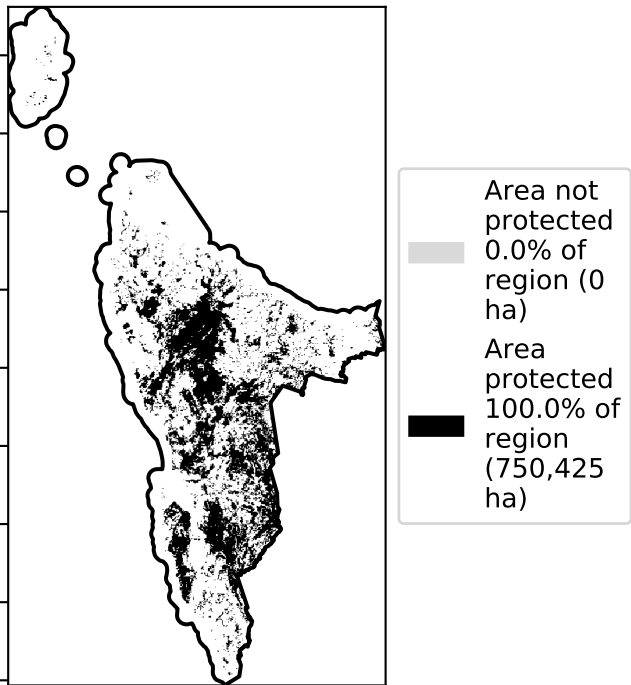 Area not
protected
0.0% of
region (0
ha)
Area
protected
100.0% of
region
(750,425
ha)